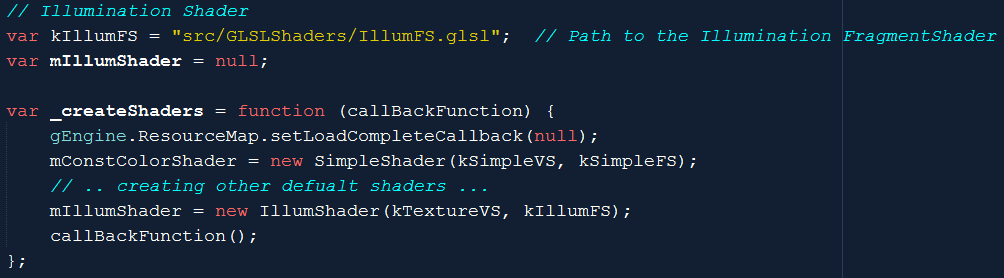 // Illumination Shader
var kIllumFS = "src/GLSLShaders/IllumFS.glsl";  // Path to the Illumination FragmentShader
var mIllumShader = null;

var _createShaders = function (callBackFunction) {
    gEngine.ResourceMap.setLoadCompleteCallback(null);
    mConstColorShader = new SimpleShader(kSimpleVS, kSimpleFS);
    // .. creating other defualt shaders ...
    mIllumShader = new IllumShader(kTextureVS, kIllumFS);
    callBackFunction();
};